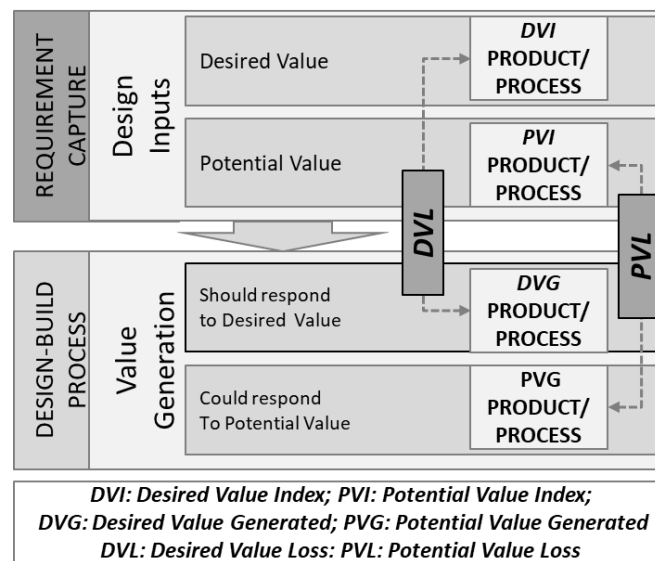 REQUIREMENT
CAPTURE
Design
Inputs
Desired Value
DVI
PRODUCT/
PROCESS
Potential Value
PVI
PRODUCT/
PROCESS
DVL
PVL
DESIGN-BUILD
PROCESS
Value
Generation
Should respond
to Desired Value
DVG
PRODUCT/
PROCESS
Could respond
To Potential Value
PVG
PRODUCT/
PROCESS
DVI: Desired Value Index; PVI: Potential Value Index;
DVG: Desired Value Generated; PVG: Potential Value Generated
DVL: Desired Value Loss: PVL: Potential Value Loss